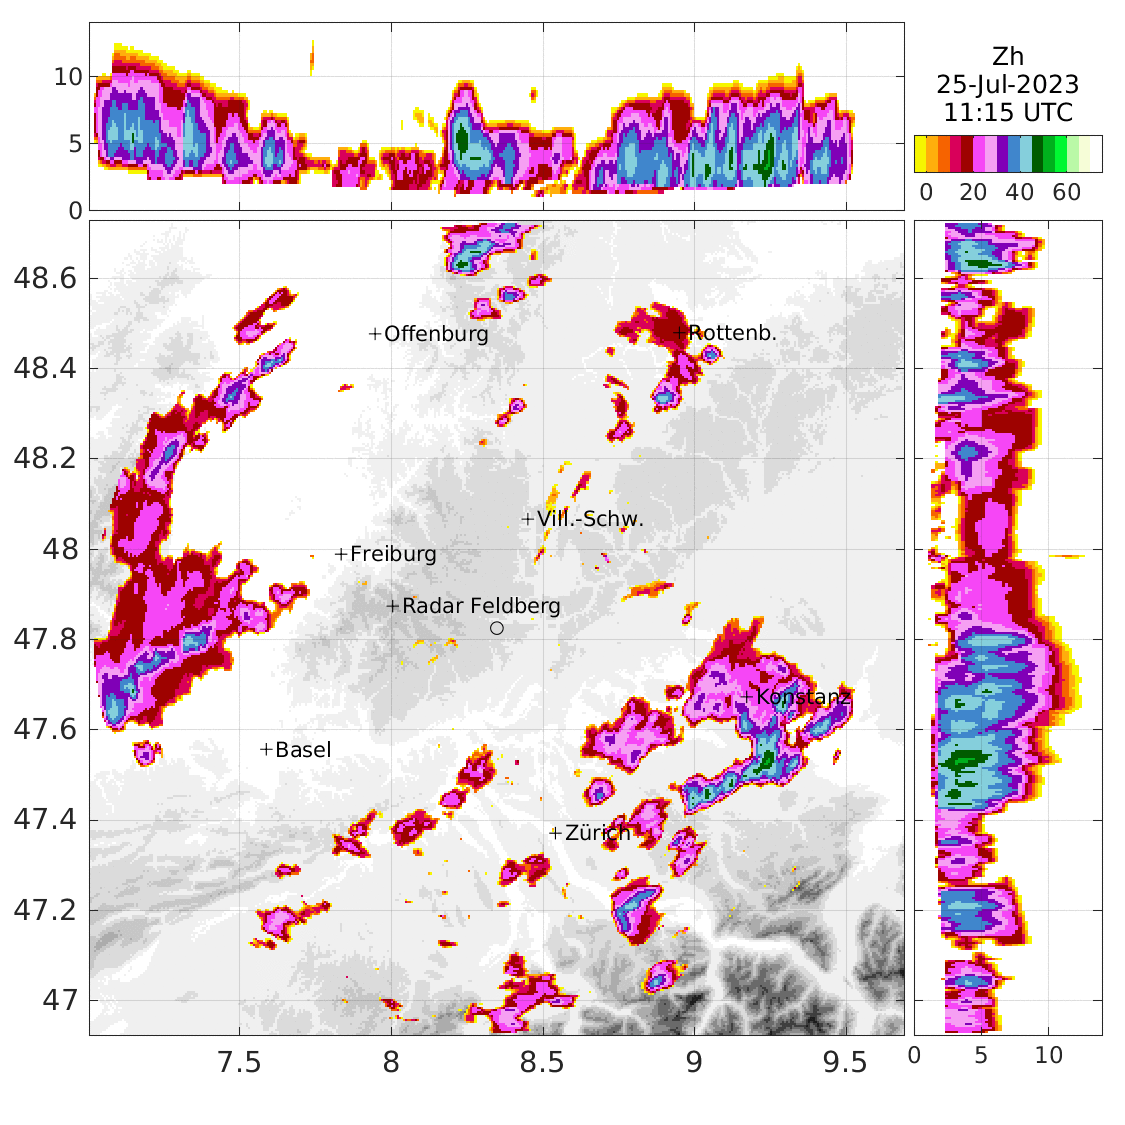 10
5
0
Zh
25-Jul-2023
11:15 UTC
0 20 40 60
48.6
48.4
48.2
48
47.8
47.6
47.4
47.2
47
+Offenburg
+Rottenb.
+Vill.-Schw.
+Freiburg
+Radar Feldberg
+Konstanz
+Basel
+Zürich
7.5 8 8.5 9 9.5
0 5 10